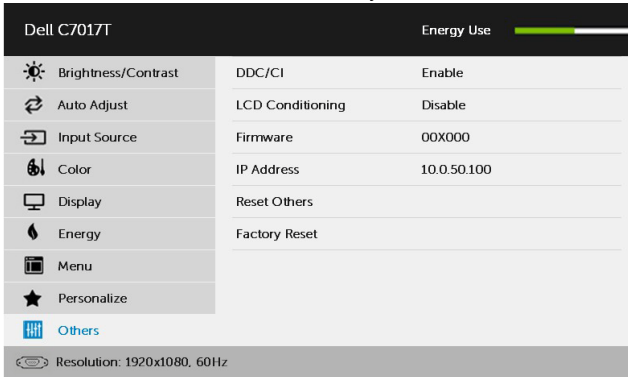 Dell C7017T
Energy Use
Brightness/Contrast DDC/CI Enable
Auto Adjust LCD Conditioning Disable
Input Source Firmware 00X000
Color IP Address 10.0.50.100
Display Reset Others
Energy Factory Reset
Menu
Personalize
Others
Resolution: 1920x1080, 60Hz